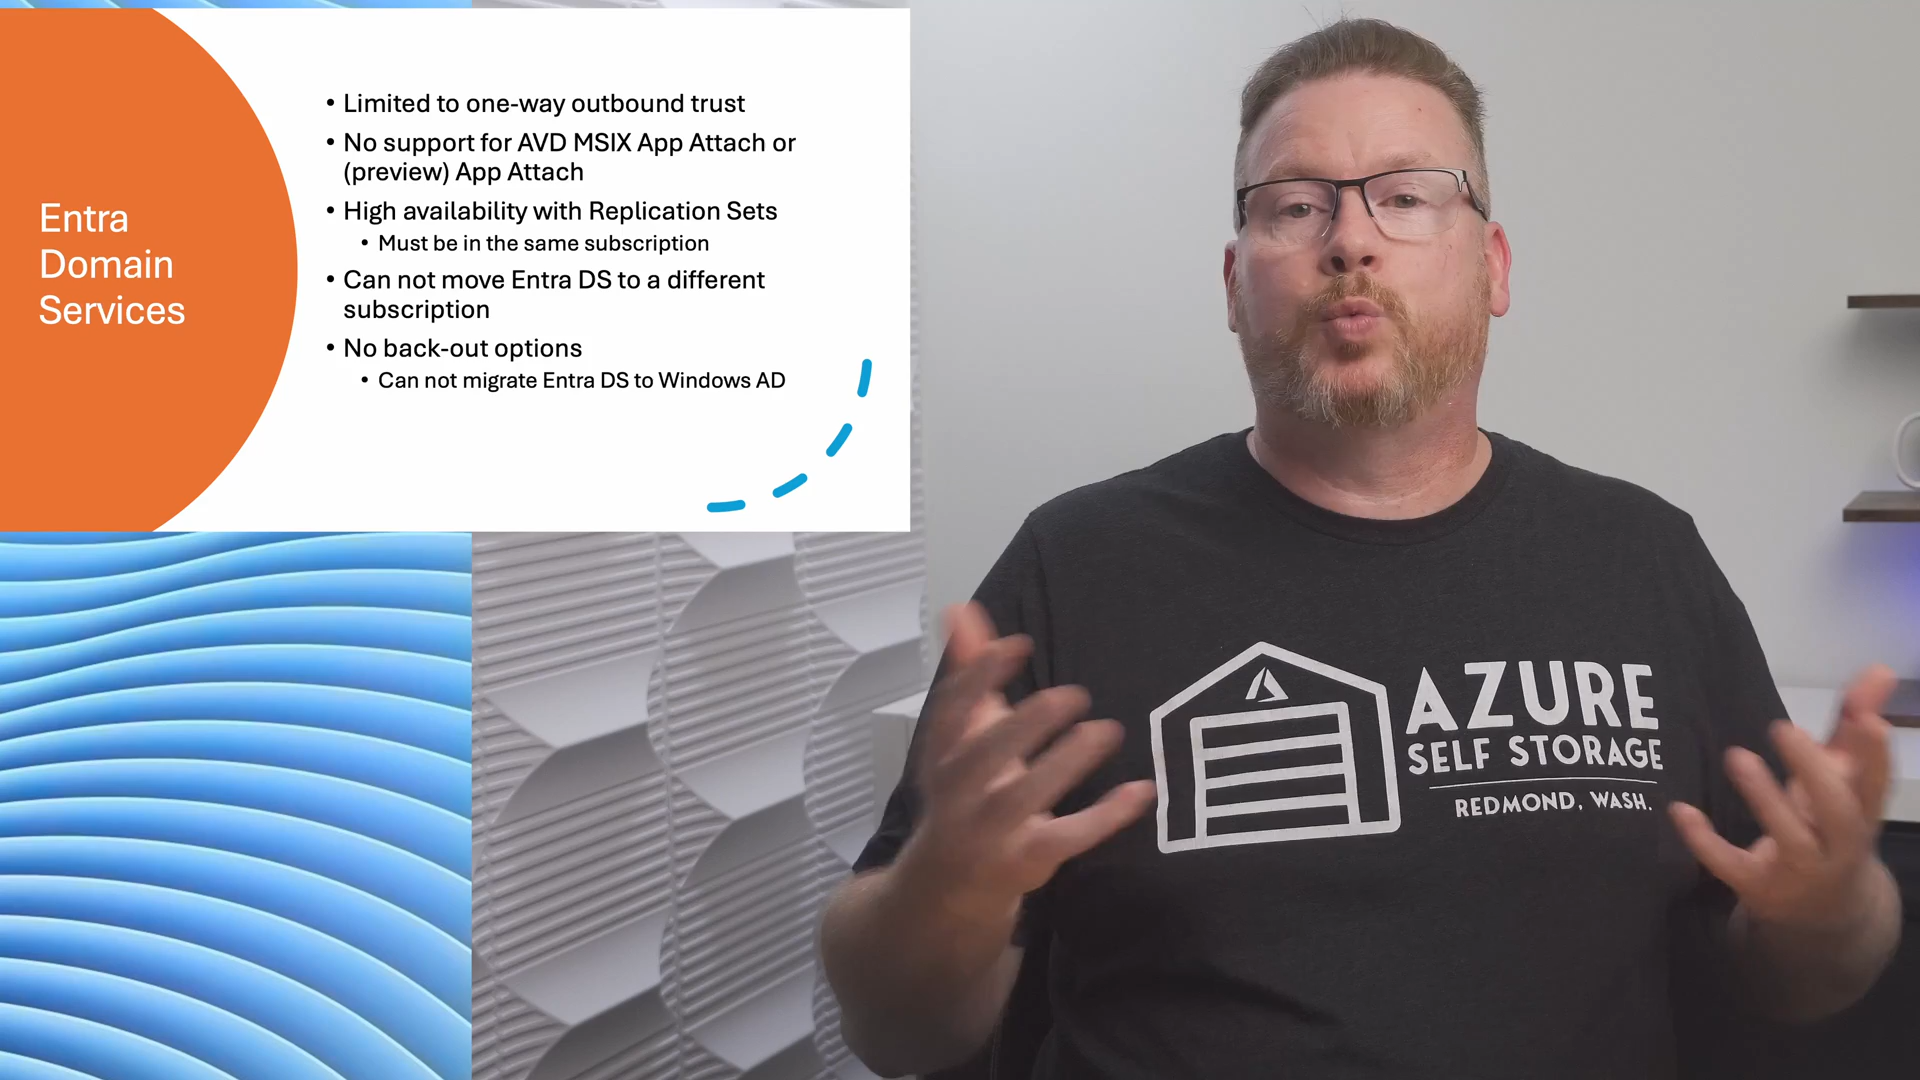 Entra
Domain
Services
• Limited to one-way outbound trust
• No support for AVD MSIX App Attach or
(preview) App Attach
• High availability with Replication Sets
• Must be in the same subscription
• Can not move Entra DS to a different
subscription
• No back-out options
• Can not migrate Entra DS to Windows AD
AZURE
SELF STORAGE
REDMOND, WASH.